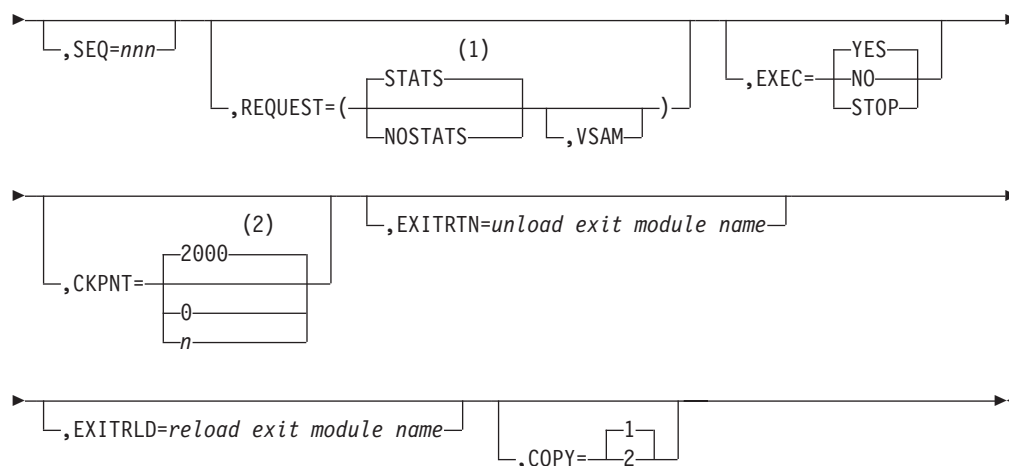 ,SEQ=nnn
(1)
,REQUEST=(
STATS
NOSTATS
,VSAM
)
,EXEC=
YES
NO
STOP
(2)
,CKPNT=
2000
0
n
,EXITRTN=unload exit module name
,EXITRLD=reload exit module name
,COPY=
1
2